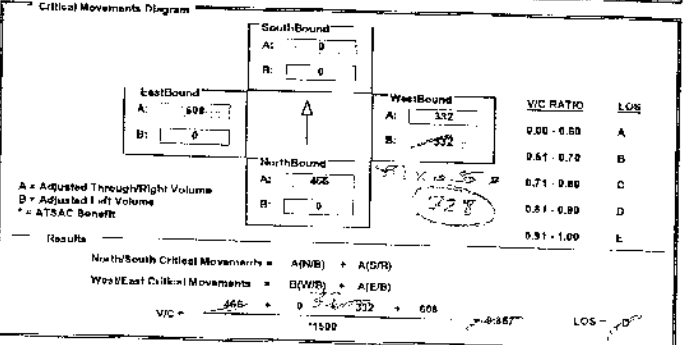 Critical Movements Diagram
SouthBound
A: 0
B: 0
EastBound
A: 608
B: 0
WestBound
A: 332
B: 332
NorthBound
A: 466
B: 0
A = Adjusted Through/Right Volume
B = Adjusted Left Volume
* = ATSAC Benefit
V/C RATIO LOS
0.00 - 0.60 A
0.61 - 0.70 B
0.71 - 0.80 C
0.81 - 0.90 D
0.91 - 1.00 E
728
Results
North/South Critical Movements = A(N/B) + A(S/B)
West/East Critical Movements = B(W/B) + A(E/B)
V/C = 466 + 0 332 + 608
*1500
= 0.867 LOS = D